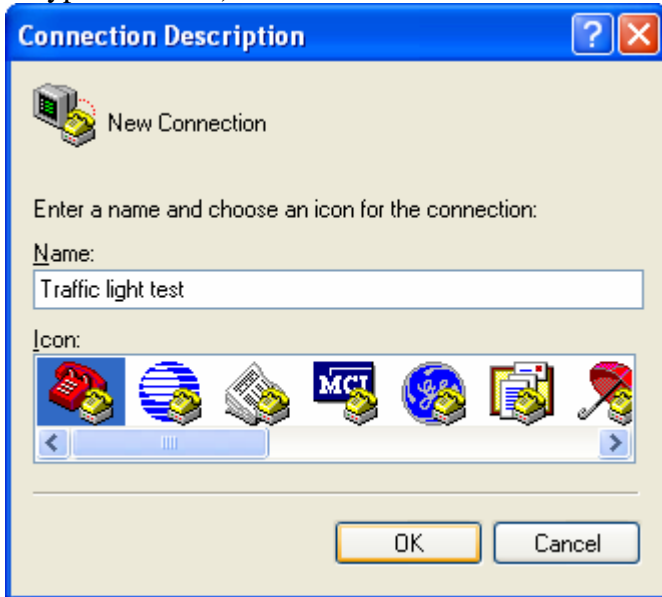 Connection Description
New Connection
Enter a name and choose an icon for the connection:
Name:
Traffic light test
Icon:
MCI
OK Cancel